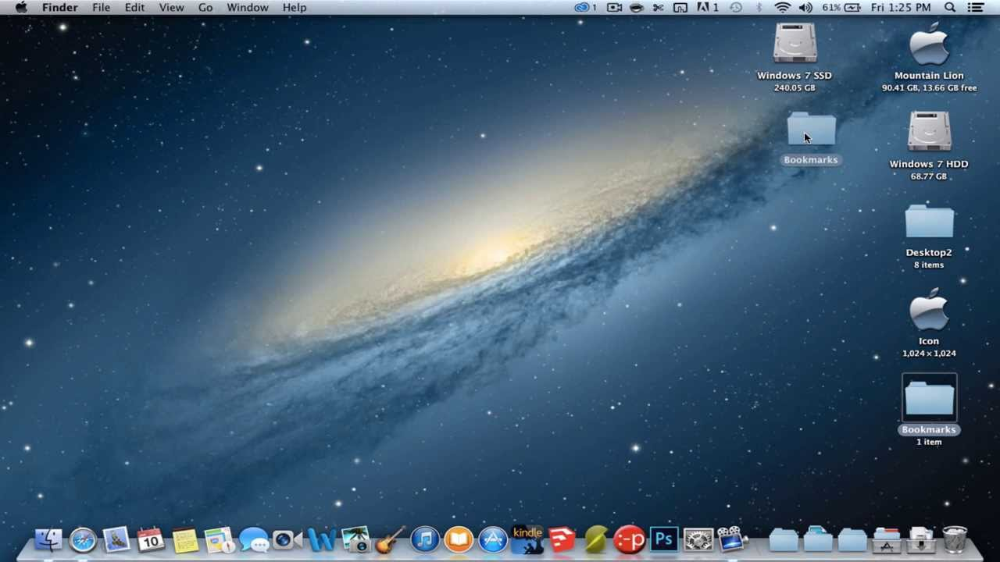 Finder File Edit View Go Window Help 1 1 61% Fri 1:25 PM
Windows 7 SSD
240.05 GB
Mountain Lion
90.41 GB, 13.66 GB free
Bookmarks
Windows 7 HDD
68.77 GB
Desktop2
8 items
Icon
1,024 × 1,024
Bookmarks
1 item
10
W
kindle
:-p
Ps